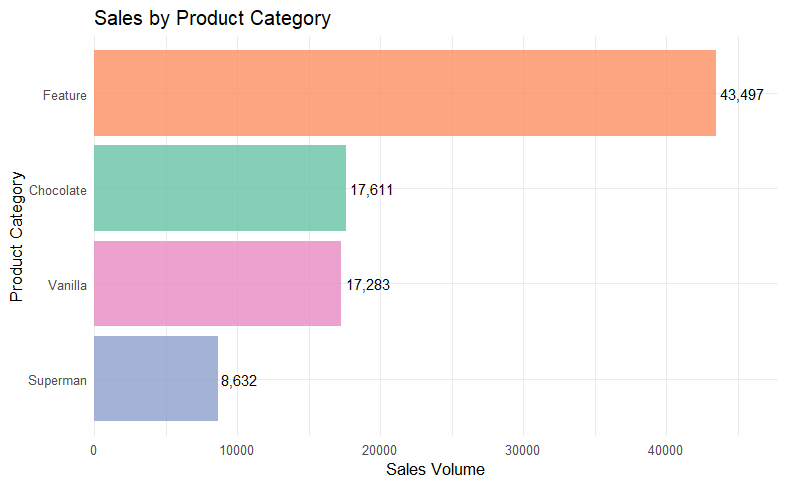 Sales by Product Category
Product Category
Feature
43,497
Chocolate
17,611
Vanilla
17,283
Superman
8,632
0 10000 20000 30000 40000
Sales Volume